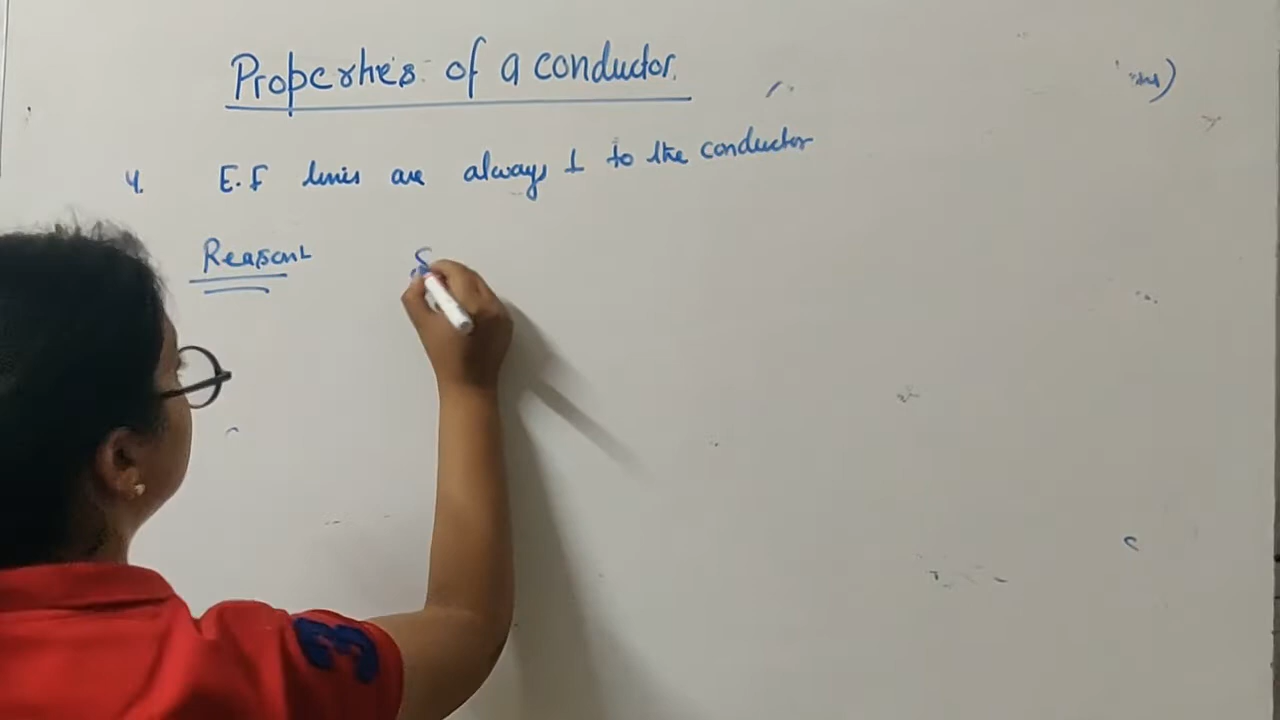 Properties of a conductor.
4. E.F lines are always ⊥ to the conductor
Reason:
S